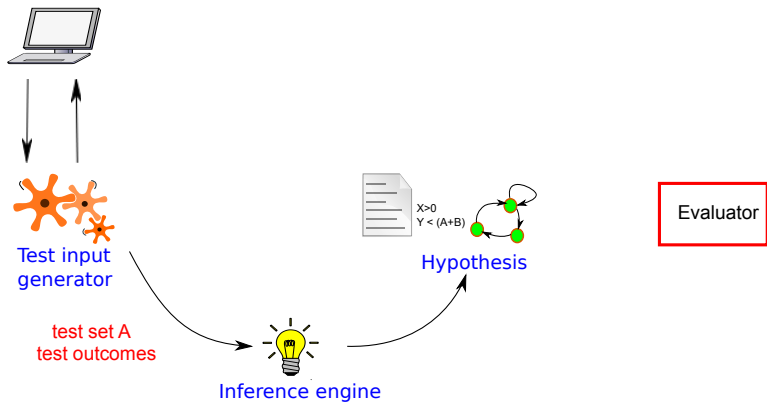 X>0
Y < (A+B)
Evaluator
Test input
generator
Hypothesis
test set A
test outcomes
Inference engine